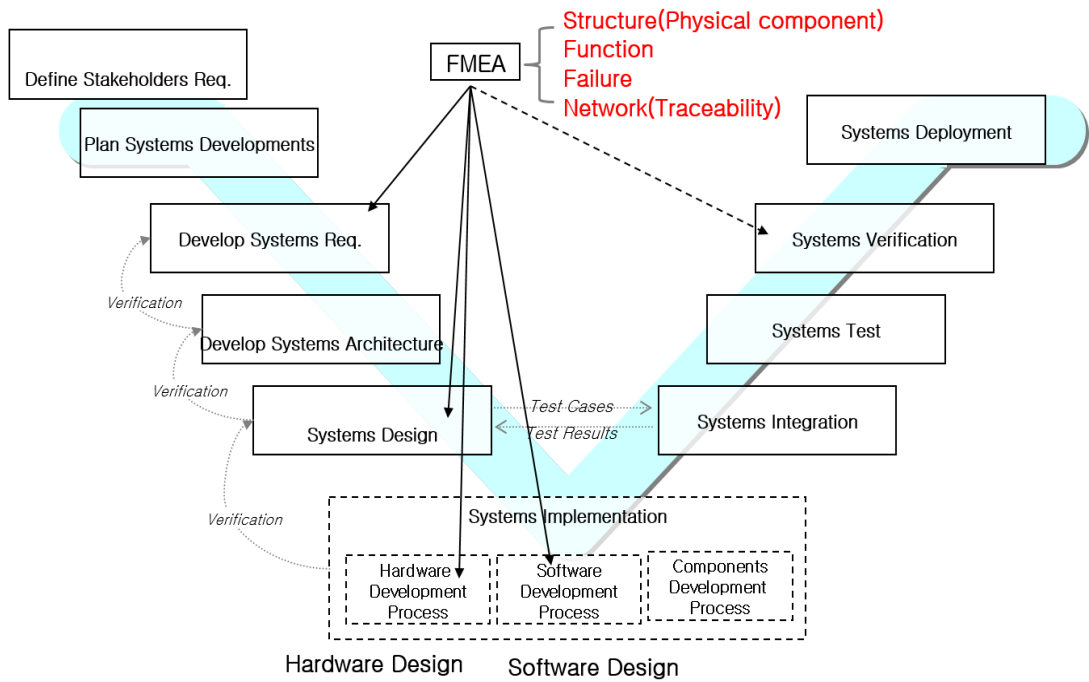 Structure(Physical component)
Function
Failure
Network(Traceability)
FMEA
Define Stakeholders Req.
Plan Systems Developments
Systems Deployment
Develop Systems Req.
Systems Verification
Verification
Develop Systems Architecture
Systems Test
Verification
Systems Design
Test Cases
Test Results
Systems Integration
Verification
Systems Implementation
Hardware
Development
Process
Software
Development
Process
Components
Development
Process
Hardware Design
Software Design